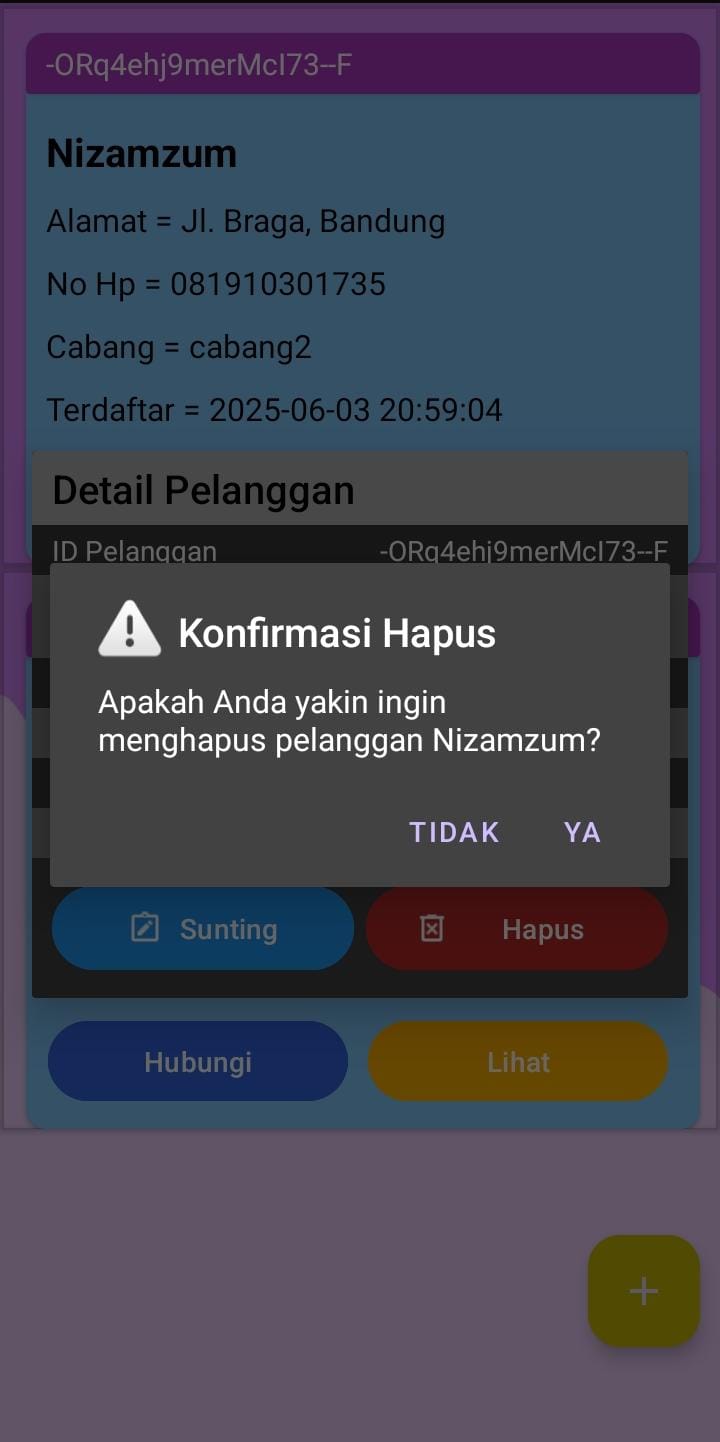 -ORq4ehj9merMcI73--F
Nizamzum
Alamat = Jl. Braga, Bandung
No Hp = 081910301735
Cabang = cabang2
Terdaftar = 2025-06-03 20:59:04
Detail Pelanggan
ID Pelanggan -ORq4ehj9merMcI73--F
Konfirmasi Hapus
Apakah Anda yakin ingin
menghapus pelanggan Nizamzum?
TIDAK YA
Sunting Hapus
Hubungi Lihat
+